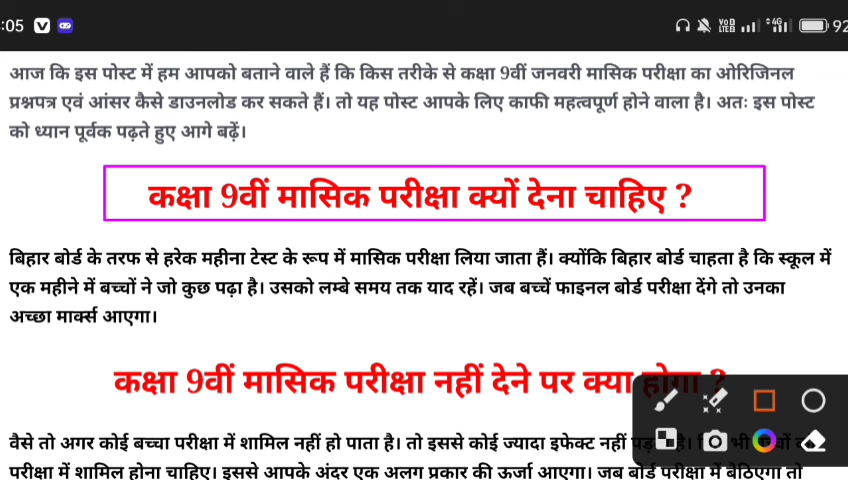 :05 92
आज कि इस पोस्ट में हम आपको बताने वाले हैं कि किस तरीके से कक्षा 9वीं जनवरी मासिक परीक्षा का ओरिजिनल
प्रश्नपत्र एवं आंसर कैसे डाउनलोड कर सकते हैं। तो यह पोस्ट आपके लिए काफी महत्वपूर्ण होने वाला है। अतः इस पोस्ट
को ध्यान पूर्वक पढ़ते हुए आगे बढ़ें।
कक्षा 9वीं मासिक परीक्षा क्यों देना चाहिए ?
बिहार बोर्ड के तरफ से हरेक महीना टेस्ट के रूप में मासिक परीक्षा लिया जाता हैं। क्योंकि बिहार बोर्ड चाहता है कि स्कूल में
एक महीने में बच्चों ने जो कुछ पढ़ा है। उसको लम्बे समय तक याद रहें। जब बच्चें फाइनल बोर्ड परीक्षा देंगे तो उनका
अच्छा मार्क्स आएगा।
कक्षा 9वीं मासिक परीक्षा नहीं देने पर क्या होगा ?
वैसे तो अगर कोई बच्चा परीक्षा में शामिल नहीं हो पाता है। तो इससे कोई ज्यादा इफेक्ट नहीं
परीक्षा में शामिल होना चाहिए। इससे आपके अंदर एक अलग प्रकार की ऊर्जा आएगा। जब बोर्ड परीक्षा में बैठिएगा तो